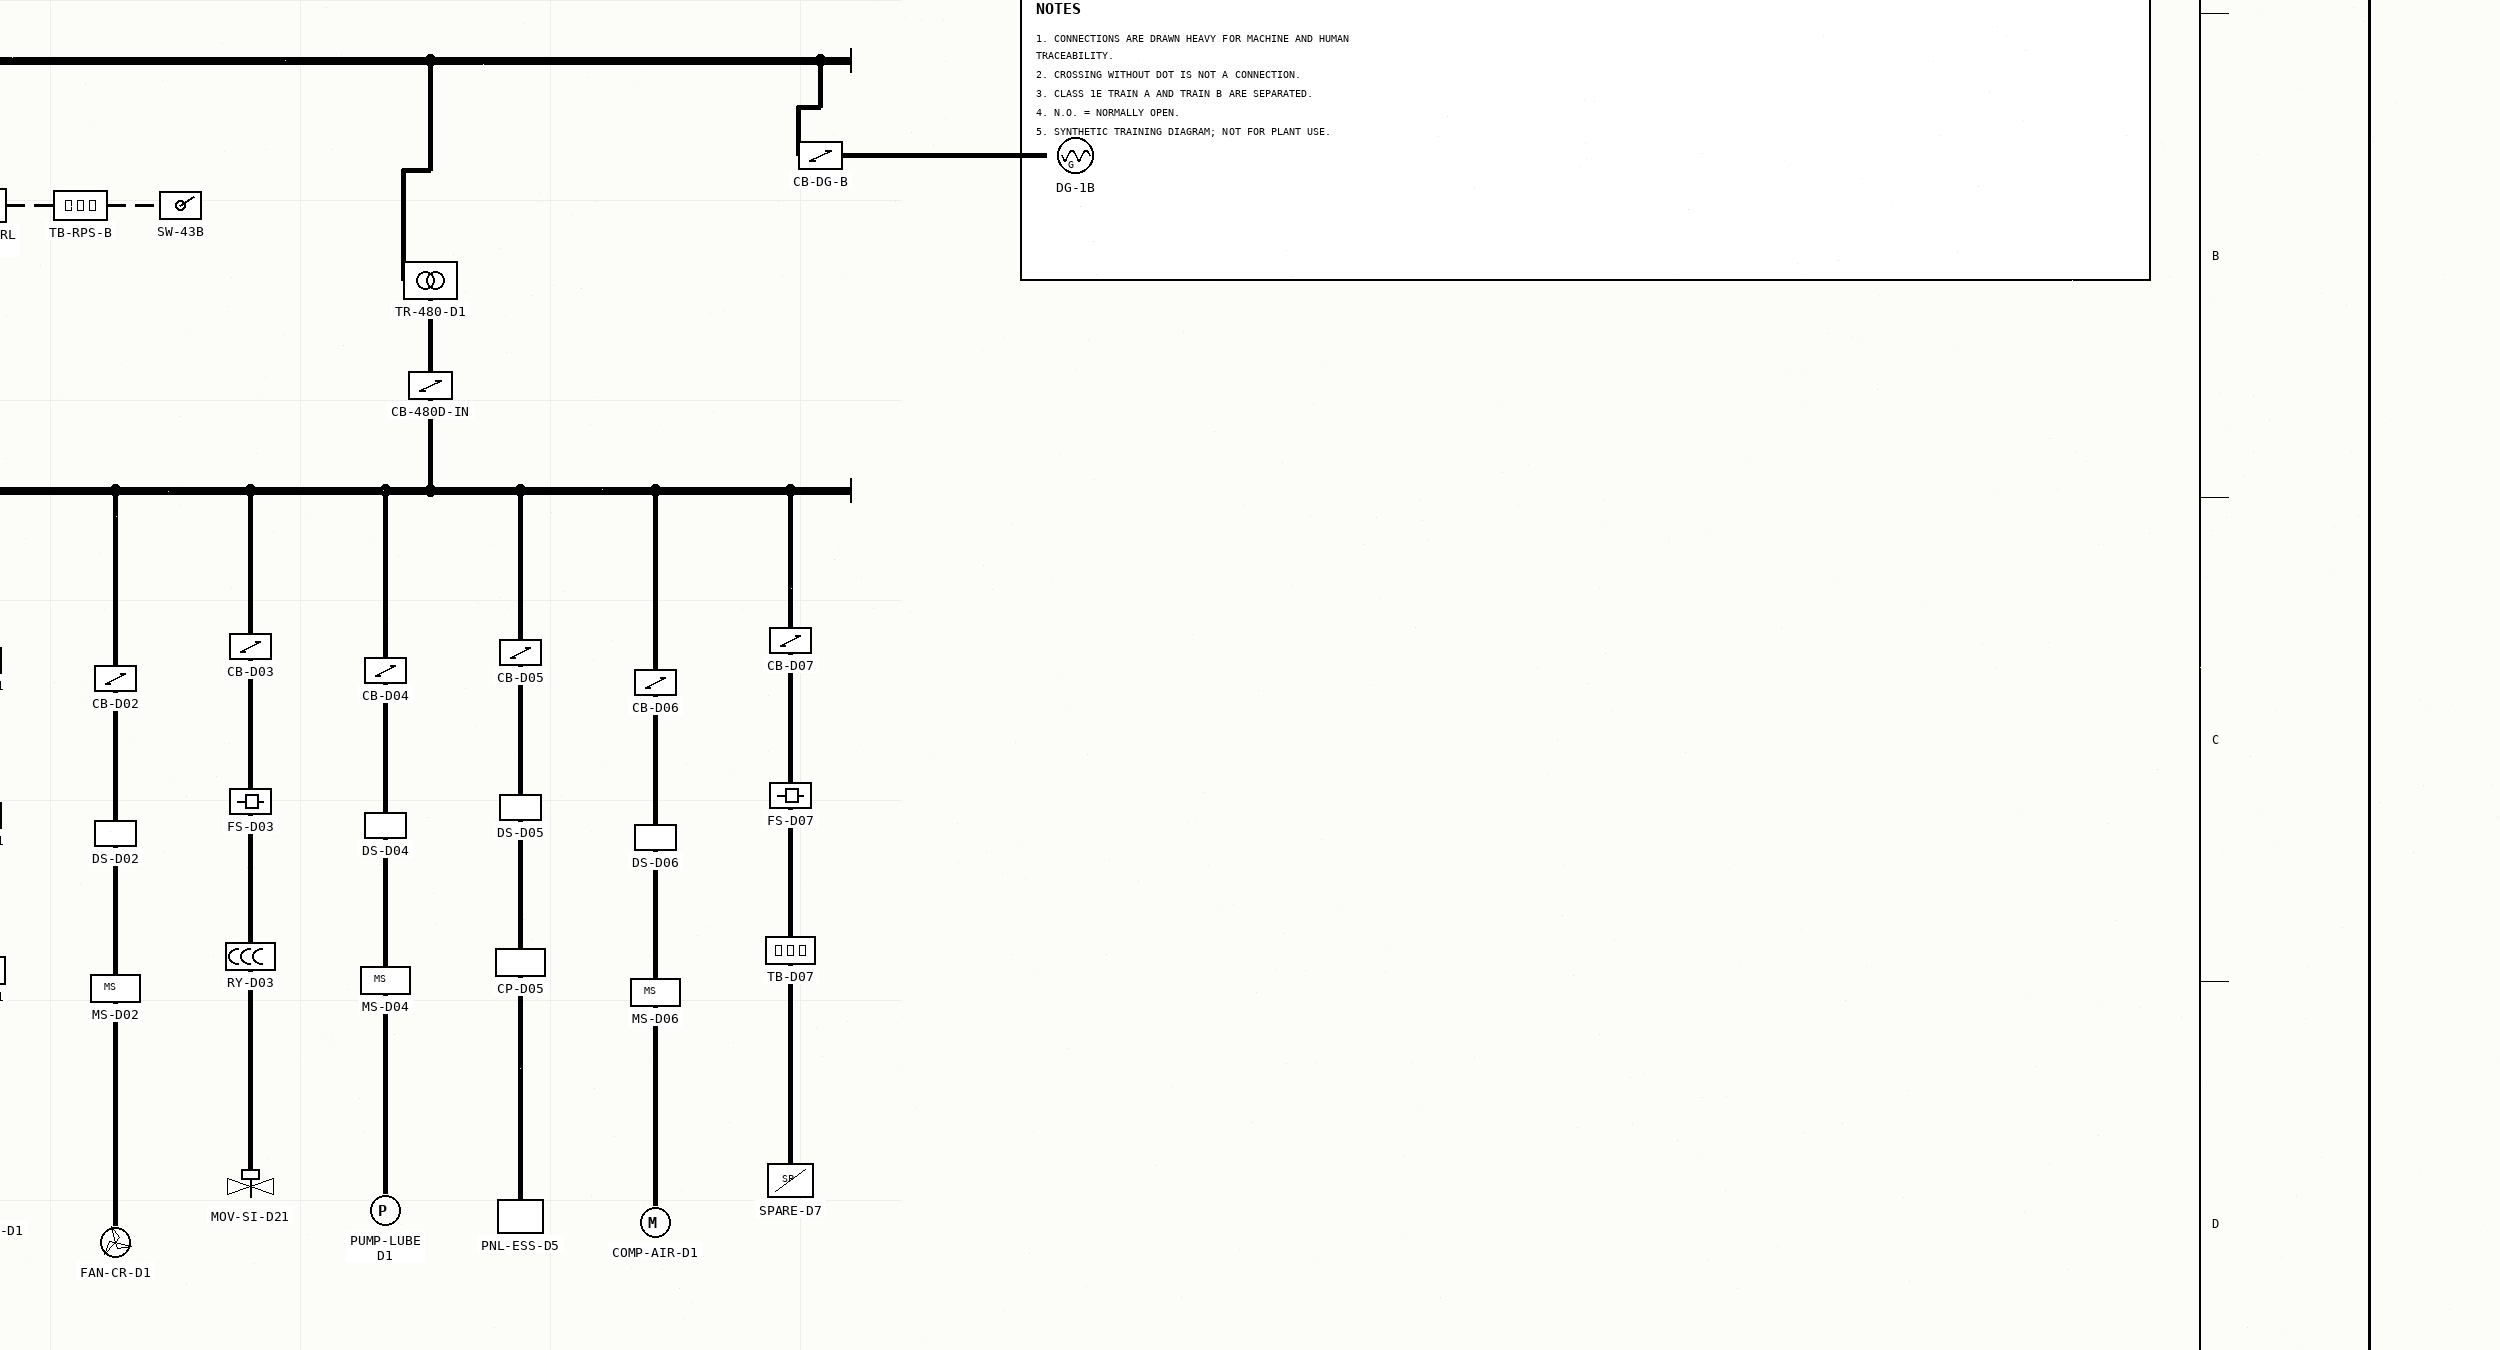 NOTES
1. CONNECTIONS ARE DRAWN HEAVY FOR MACHINE AND HUMAN
TRACEABILITY.
2. CROSSING WITHOUT DOT IS NOT A CONNECTION.
3. CLASS 1E TRAIN A AND TRAIN B ARE SEPARATED.
4. N.O. = NORMALLY OPEN.
5. SYNTHETIC TRAINING DIAGRAM; NOT FOR PLANT USE.
G
CB-DG-B
DG-1B
RL
TB-RPS-B
SW-43B
B
TR-480-D1
CB-480D-IN
CB-D07
CB-D03
CB-D05
1
CB-D04
CB-D02
CB-D06
C
FS-D07
FS-D03
DS-D05
1
DS-D04
DS-D02
DS-D06
TB-D07
RY-D03
MS
CP-D05
MS
MS
1
MS-D04
MS-D02
MS-D06
SP
SPARE-D7
MOV-SI-D21
P
M
D
-D1
PUMP-LUBE
D1
PNL-ESS-D5
COMP-AIR-D1
FAN-CR-D1